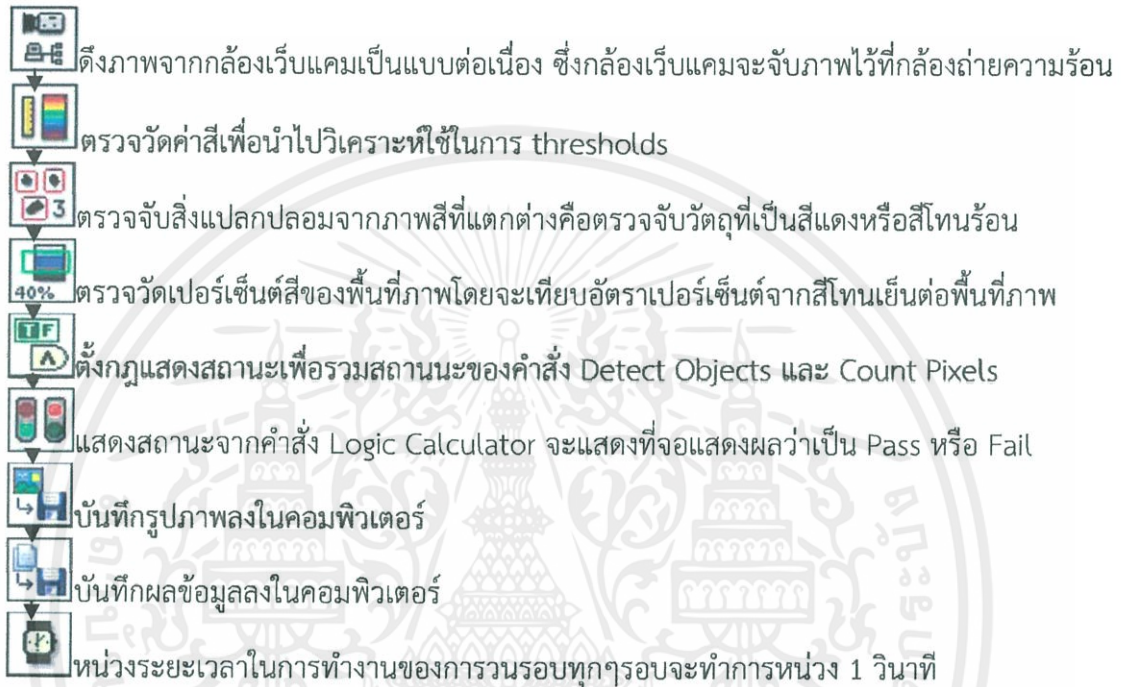 ดึงภาพจากกล้องเว็บแคมเป็นแบบต่อเนื่อง ซึ่งกล้องเว็บแคมจะจับภาพไว้ที่กล้องถ่ายความร้อน
ตรวจวัดค่าสีเพื่อนำไปวิเคราะห์ใช้ในการ thresholds
3 ตรวจจับสิ่งแปลกปลอมจากภาพสีที่แตกต่างคือตรวจจับวัตถุที่เป็นสีแดงหรือสีโทนร้อน
40% ตรวจวัดเปอร์เซ็นต์สีของพื้นที่ภาพโดยจะเทียบอัตราเปอร์เซ็นต์จากสีโทนเย็นต่อพื้นที่ภาพ
T F
ตั้งกฎแสดงสถานะเพื่อรวมสถานนะของคำสั่ง Detect Objects และ Count Pixels
แสดงสถานะจากคำสั่ง Logic Calculator จะแสดงที่จอแสดงผลว่าเป็น Pass หรือ Fail
บันทึกรูปภาพลงในคอมพิวเตอร์
บันทึกผลข้อมูลลงในคอมพิวเตอร์
หน่วงระยะเวลาในการทำงานของการวนรอบทุกๆรอบจะทำการหน่วง 1 วินาที